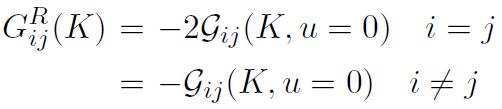 G^R_{ij}(K) = −2𝒢_{ij}(K, u = 0)   i = j
= −𝒢_{ij}(K, u = 0)   i ≠ j